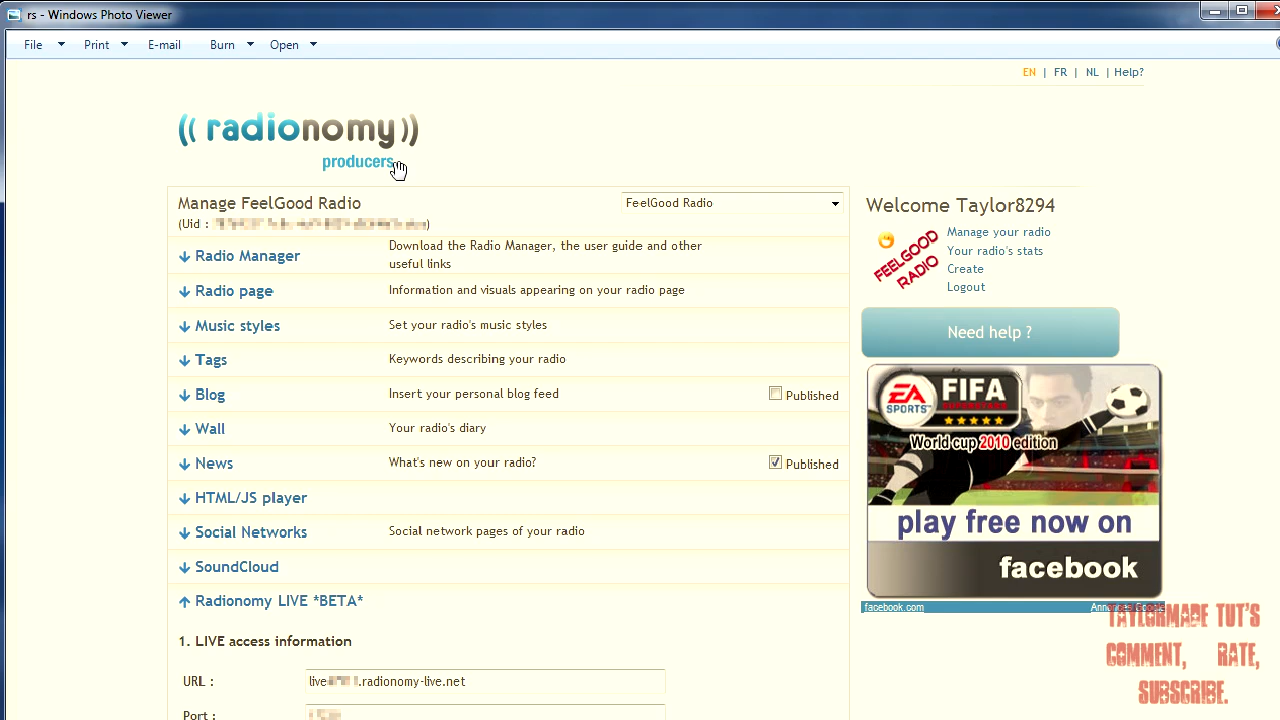 rs - Windows Photo Viewer
File Print E-mail Burn Open
EN | FR | NL | Help?
((radionomy))
producers
Manage FeelGood Radio
FeelGood Radio
(Uid : )
Radio Manager
Download the Radio Manager, the user guide and other
useful links
Radio page
Information and visuals appearing on your radio page
Music styles
Set your radio's music styles
Tags
Keywords describing your radio
Blog
Insert your personal blog feed
Published
Wall
Your radio's diary
News
What's new on your radio?
Published
HTML/JS player
Social Networks
Social network pages of your radio
SoundCloud
Radionomy LIVE *BETA*
1. LIVE access information
URL :
live .radionomy-live.net
Port :
Welcome Taylor8294
FEELGOOD
RADIO
Manage your radio
Your radio's stats
Create
Logout
Need help ?
EA
SPORTS
FIFA
SUPERSTARS
World cup 2010 edition
play free now on
facebook
facebook.com
Annonces Google
TAYLORMADE TUT'S
COMMENT, RATE,
SUBSCRIBE.